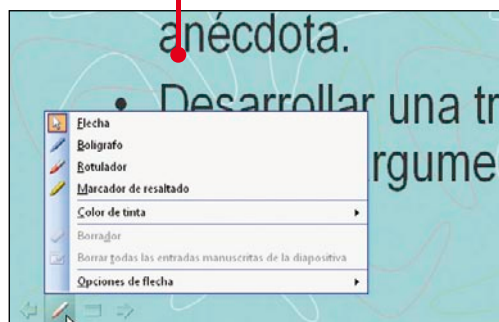 anécdota.
• Desarrollar una tr
rgume
Flecha
Bolígrafo
Rotulador
Marcador de resaltado
Color de tinta
Borrador
Borrar todas las entradas manuscritas de la diapositiva
Opciones de flecha